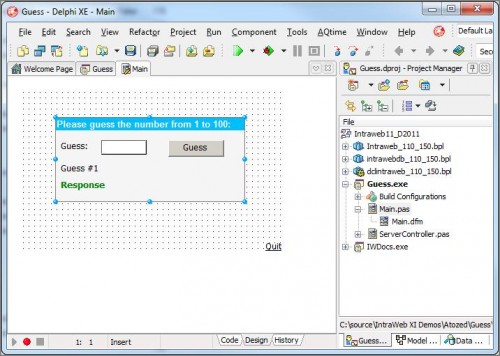 Guess - Delphi XE - Main
File Edit Search View Refactor Project Run Component Tools AQtime Window Help
Default La
Sec
Welcome Page Guess Main
Please guess the number from 1 to 100:
Guess: Guess
Guess #1
Response
Quit
Guess.dproj - Project Manager
File
Intraweb11_D2011
Intraweb_110_150.bpl
intrawebdb_110_150.bpl
dclintraweb_110_150.bpl
Guess.exe
Build Configurations
Main.pas
Main.dfm
ServerController.pas
IWDocs.exe
C:\source\IntraWeb XI Demos\Atozed\Guess\
Guess... Model ... Data ...
1: 1 Insert Code Design History